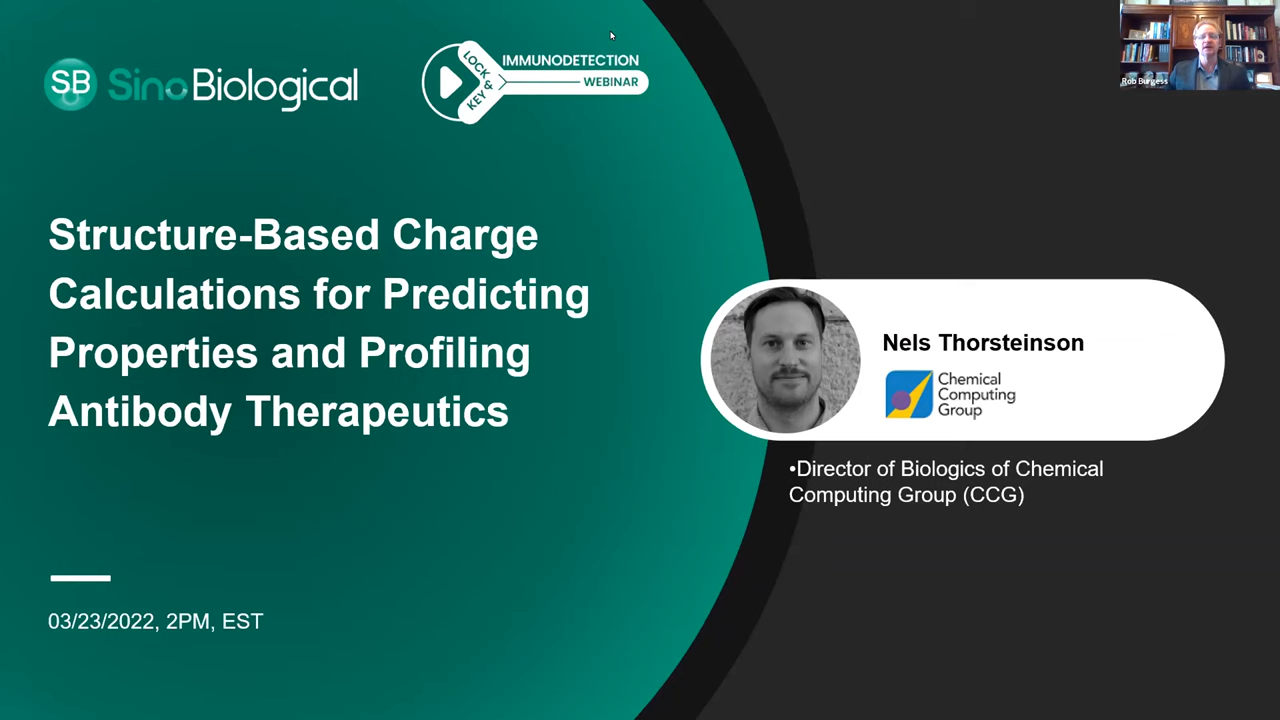 SB SinoBiological
LOCK &
KEY
IMMUNODETECTION
WEBINAR
Rob Burgess
Structure-Based Charge
Calculations for Predicting
Properties and Profiling
Antibody Therapeutics
Nels Thorsteinson
Chemical
Computing
Group
•Director of Biologics of Chemical
Computing Group (CCG)
03/23/2022, 2PM, EST